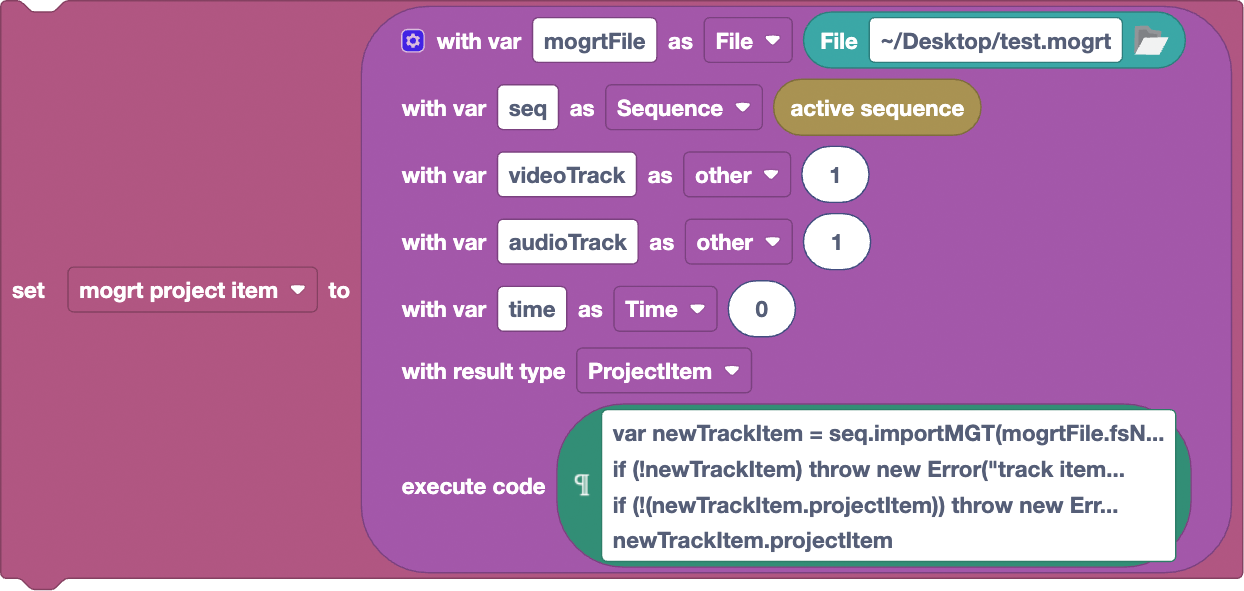 with var mogrtFile as File File ~/Desktop/test.mogrt
with var seq as Sequence active sequence
with var videoTrack as other 1
with var audioTrack as other 1
set mogrt project item to
with var time as Time 0
with result type ProjectItem
execute code ¶
var newTrackItem = seq.importMGT(mogrtFile.fsN...
if (!newTrackItem) throw new Error("track item...
if (!(newTrackItem.projectItem)) throw new Err...
newTrackItem.projectItem